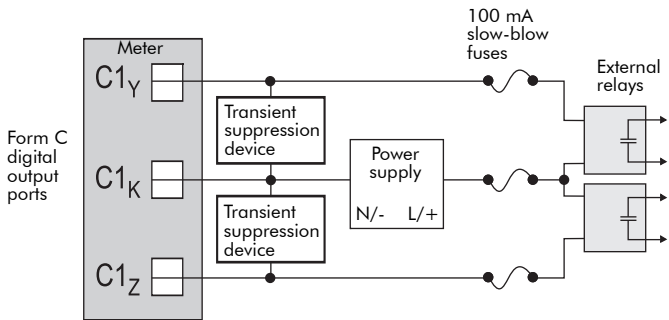 100 mA
slow-blow
fuses
Meter
External
relays
C1Y
Transient
suppression
device
Form C
digital
output
ports
Power
supply
C1K
N/- L/+
Transient
suppression
device
C1Z